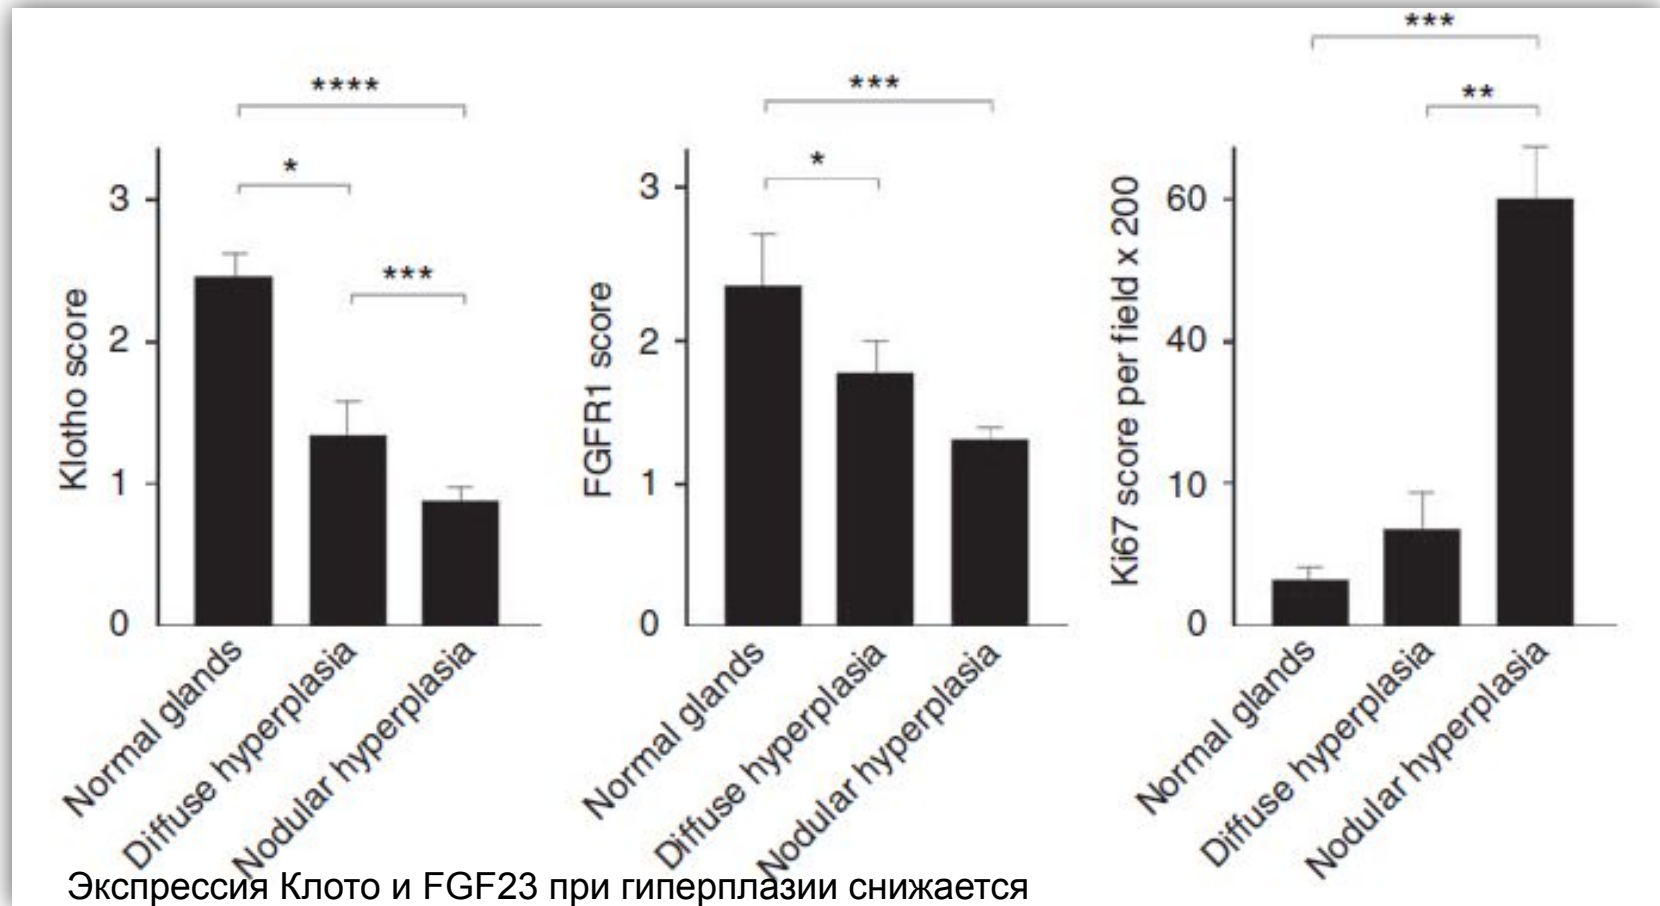 ****
*
***
3
2
1
0
Klotho score
Normal glands
Diffuse hyperplasia
Nodular hyperplasia
***
*
3
2
1
0
FGFR1 score
Normal glands
Diffuse hyperplasia
Nodular hyperplasia
***
**
60
40
10
0
Ki67 score per field x 200
Normal glands
Diffuse hyperplasia
Nodular hyperplasia
Экспрессия Клото и FGF23 при гиперплазии снижается